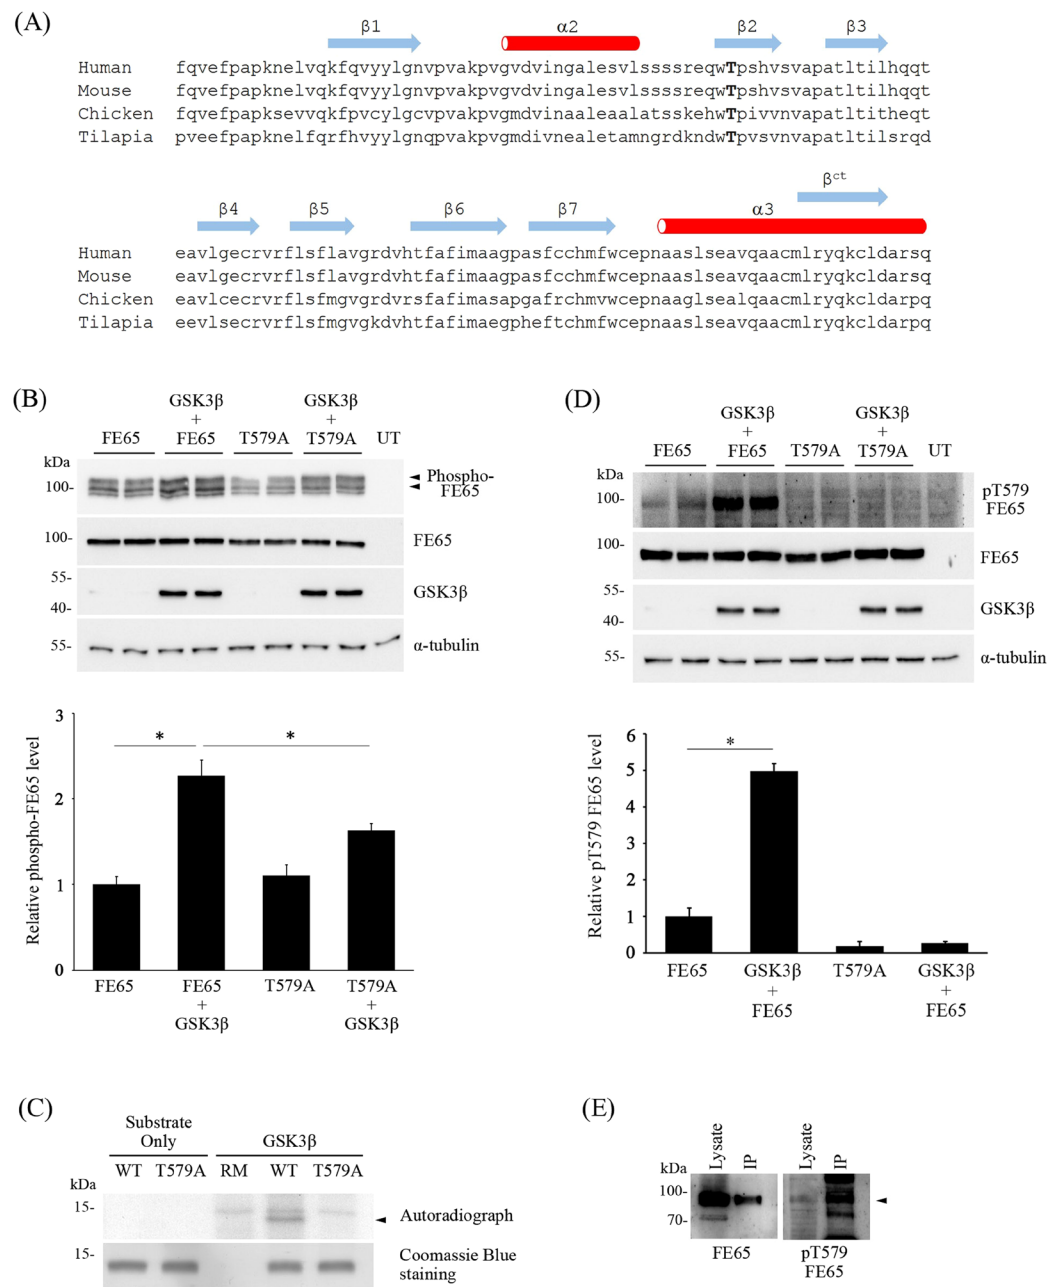 (A)
β1 α2 β2 β3
Human fqvefpapknelvqkfqvyylgnvpvakpvgvdvingalesvlssssreqwTpshvsvapatltilhqqt
Mouse fqvefpapknelvqkfqvyylgnvpvakpvgvdvingalesvlssssreqwTpshvsvapatltilhqqt
Chicken fqvefpapksevvqkfpvcylgcvpvakpvgmdvinaaleaalatsskehwTpivvnvapatltitheqt
Tilapia pveefpapknelfqrfhvyylgnqpvakpvgmdivnealetamngrdkndwTpvsvnvapatltilsrqd
βct
β4 β5 β6 β7 α3
Human eavlgecrvrflsflavgrdvhtfafimaagpasfcchmfwcepnaaslseavqaacmlryqkcldarsq
Mouse eavlgecrvrflsflavgrdvhtfafimaagpasfcchmfwcepnaaslseavqaacmlryqkcldarsq
Chicken eavlcecrvrflsfmgvgrdvrsfafimasapgafrchmvwcepnaaglsealqaacmlryqkcldarpq
Tilapia eevlsecrvrflsfmgvgkdvhtfafimaegpheftchmfwcepnaaslseavqaacmlryqkcldarpq
(B)
GSK3β GSK3β
+ +
FE65 FE65 T579A T579A UT
kDa
100- Phospho-
FE65
100- FE65
55-
GSK3β
40-
55- α-tubulin
3
2
1
0
Relative phospho-FE65 level
* *
FE65 FE65 T579A T579A
+ +
GSK3β GSK3β
(D)
GSK3β GSK3β
+ +
FE65 FE65 T579A T579A UT
kDa
100- pT579
FE65
100-
FE65
55-
GSK3β
40-
55- α-tubulin
6
5
4
3
2
1
0
Relative pT579 FE65 level
*
FE65 GSK3β T579A GSK3β
+ +
FE65 FE65
(C)
Substrate
Only GSK3β
WT T579A RM WT T579A
kDa
15-
Autoradiograph
15-
Coomassie Blue
staining
(E)
Lysate IP Lysate IP
kDa
100-
70-
FE65 pT579
FE65